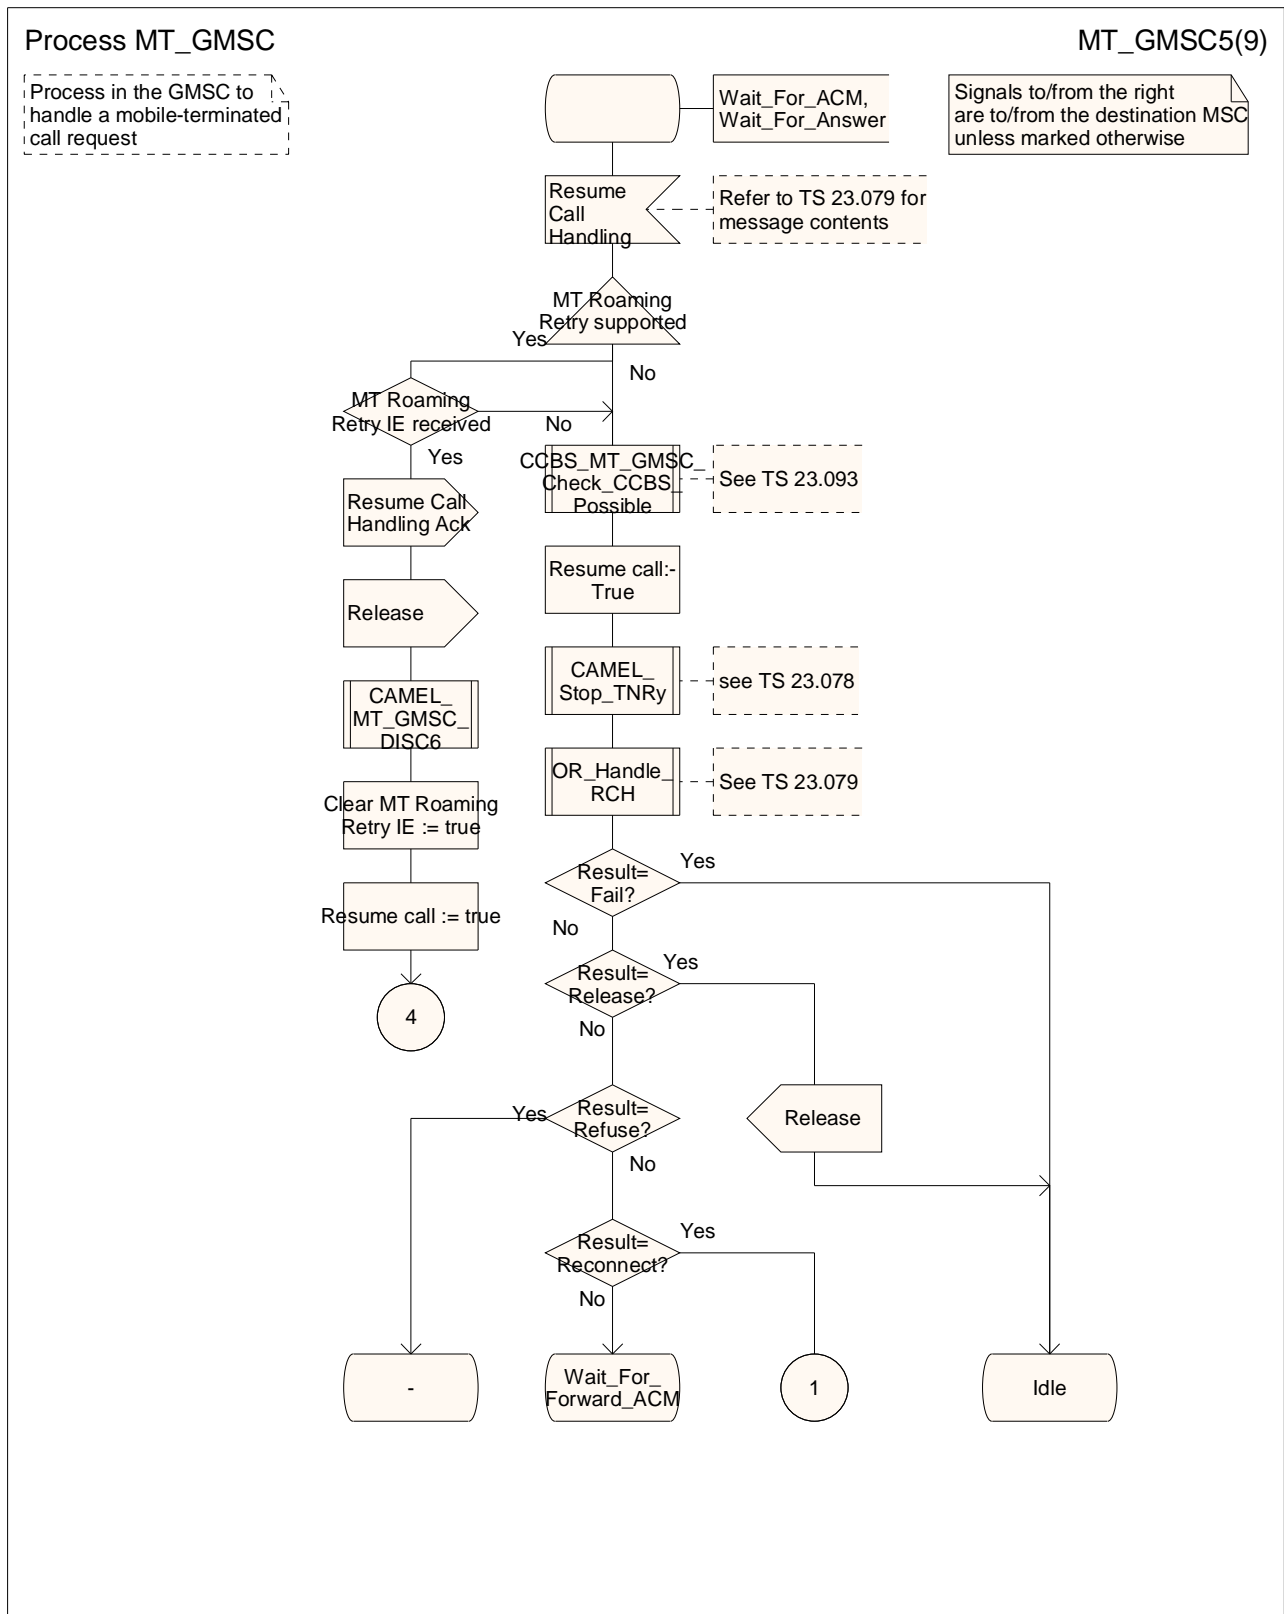 Process MT_GMSC
MT_GMSC5(9)
Process in the GMSC to
handle a mobile-terminated
call request
Wait_For_ACM,
Wait_For_Answer
Signals to/from the right
are to/from the destination MSC
unless marked otherwise
Resume
Call
Handling
Refer to TS 23.079 for
message contents
MT Roaming
Retry supported
Yes
No
MT Roaming
Retry IE received
No
Yes
CCBS_MT_GMSC_
Check_CCBS_
Possible
See TS 23.093
Resume Call
Handling Ack
Resume call:-
True
Release
CAMEL_
Stop_TNRy
see TS 23.078
CAMEL_
MT_GMSC_
DISC6
OR_Handle_
RCH
See TS 23.079
Clear MT Roaming
Retry IE := true
Result=
Fail?
Yes
No
Resume call := true
Result=
Release?
Yes
No
4
Result=
Refuse?
Yes
No
Release
Result=
Reconnect?
Yes
No
-
Wait_For_
Forward_ACM
1
Idle